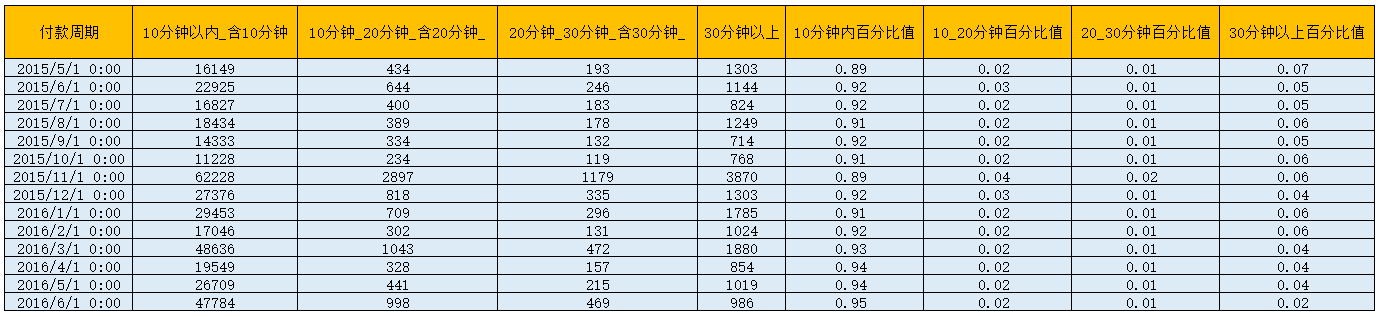 付款周期 10分钟以内_含10分钟 10分钟_20分钟_含20分钟_ 20分钟_30分钟_含30分钟_ 30分钟以上 10分钟内百分比值 10_20分钟百分比值 20_30分钟百分比值 30分钟以上百分比值
2015/5/1 0:00 16149 434 193 1303 0.89 0.02 0.01 0.07
2015/6/1 0:00 22925 644 246 1144 0.92 0.03 0.01 0.05
2015/7/1 0:00 16827 400 183 824 0.92 0.02 0.01 0.05
2015/8/1 0:00 18434 389 178 1249 0.91 0.02 0.01 0.06
2015/9/1 0:00 14333 334 132 714 0.92 0.02 0.01 0.05
2015/10/1 0:00 11228 234 119 768 0.91 0.02 0.01 0.06
2015/11/1 0:00 62228 2897 1179 3870 0.89 0.04 0.02 0.06
2015/12/1 0:00 27376 818 335 1303 0.92 0.03 0.01 0.04
2016/1/1 0:00 29453 709 296 1785 0.91 0.02 0.01 0.06
2016/2/1 0:00 17046 302 131 1024 0.92 0.02 0.01 0.06
2016/3/1 0:00 48636 1043 472 1880 0.93 0.02 0.01 0.04
2016/4/1 0:00 19549 328 157 854 0.94 0.02 0.01 0.04
2016/5/1 0:00 26709 441 215 1019 0.94 0.02 0.01 0.04
2016/6/1 0:00 47784 998 469 986 0.95 0.02 0.01 0.02